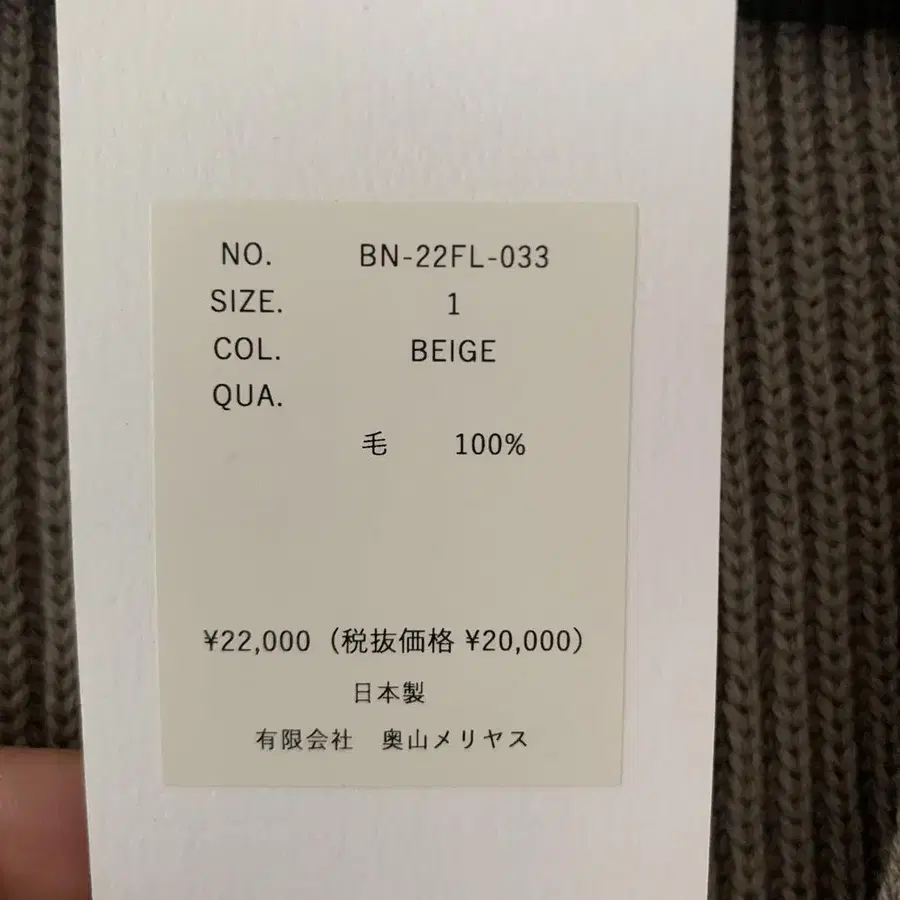 NO. BN-22FL-033
SIZE. 1
COL. BEIGE
QUA.
毛 100%
¥22,000（税抜価格 ¥20,000）
日本製
有限会社 奥山メリヤス